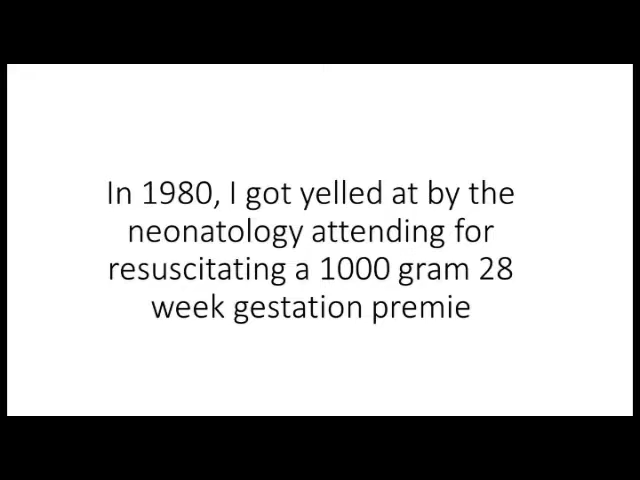 In 1980, I got yelled at by the
neonatology attending for
resuscitating a 1000 gram 28
week gestation premie